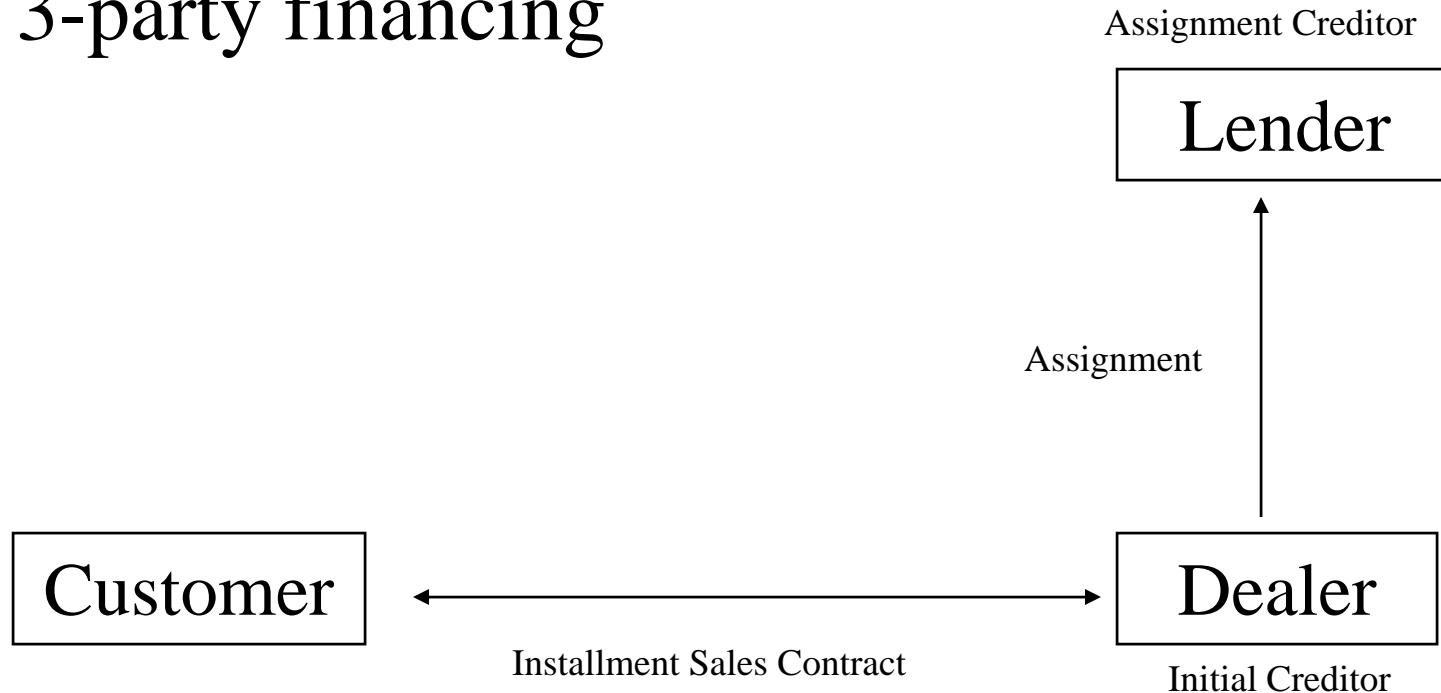 3-party financing
Assignment Creditor
Lender
Assignment
Customer
Dealer
Installment Sales Contract
Initial Creditor